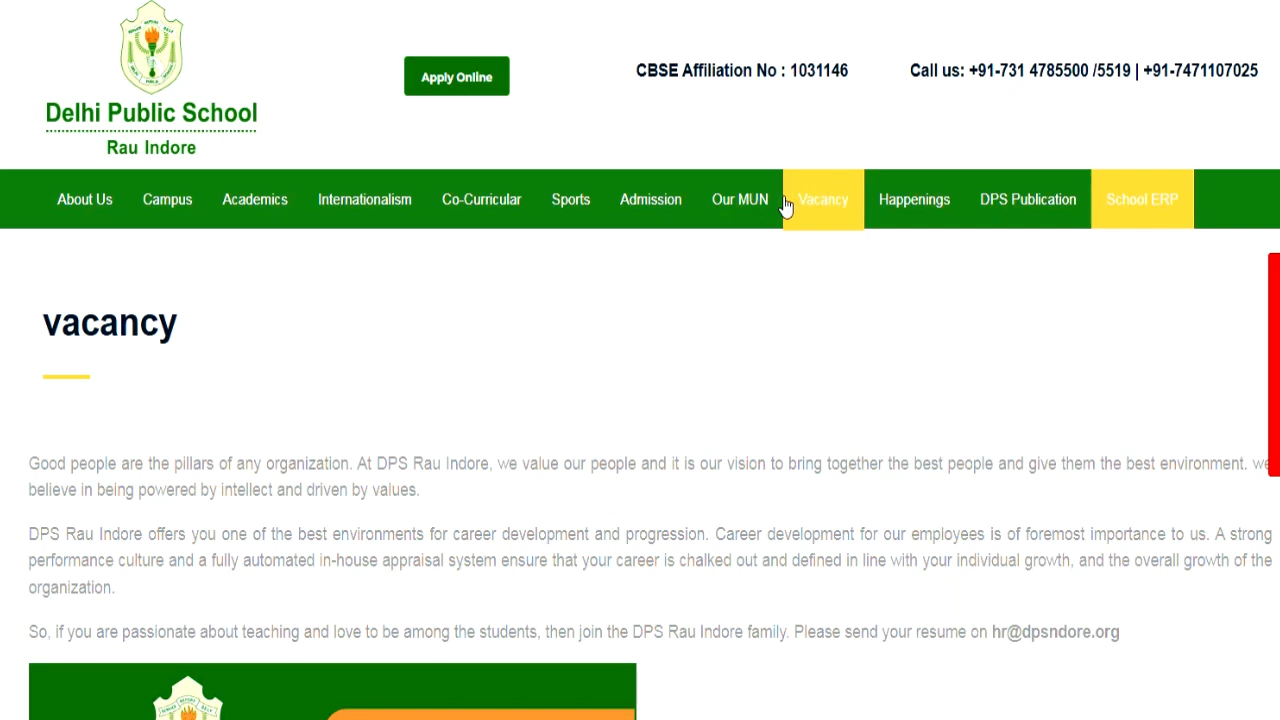 Delhi Public School
Rau Indore
Apply Online
CBSE Affiliation No : 1031146
Call us: +91-731 4785500 /5519 | +91-7471107025
About Us Campus Academics Internationalism Co-Curricular Sports Admission Our MUN Vacancy Happenings DPS Publication School ERP
vacancy
Good people are the pillars of any organization. At DPS Rau Indore, we value our people and it is our vision to bring together the best people and give them the best environment. we
believe in being powered by intellect and driven by values.
DPS Rau Indore offers you one of the best environments for career development and progression. Career development for our employees is of foremost importance to us. A strong
performance culture and a fully automated in-house appraisal system ensure that your career is chalked out and defined in line with your individual growth, and the overall growth of the
organization.
So, if you are passionate about teaching and love to be among the students, then join the DPS Rau Indore family. Please send your resume on hr@dpsndore.org